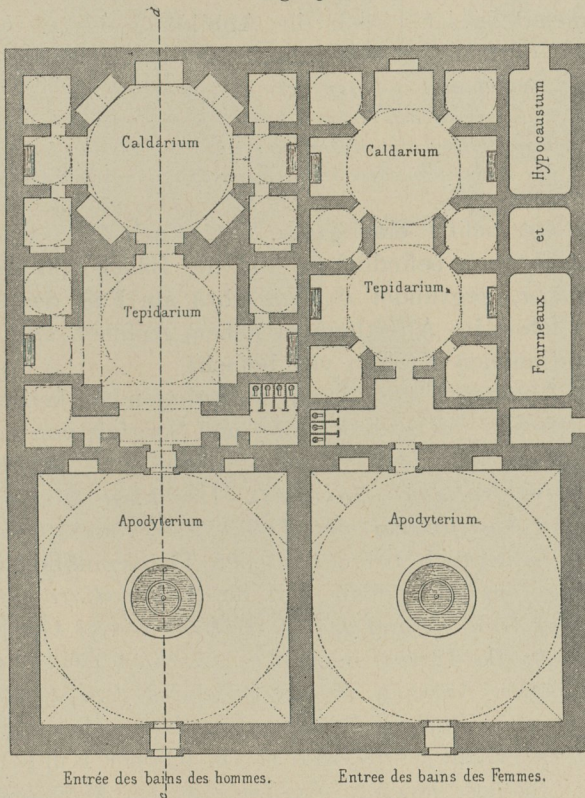 d
Caldarium
Caldarium
Hypocaustum
et
Fourneaux
Tepidarium
Tepidarium.
Apodyterium
Apodyterium.
Entrée des bains des hommes.
Entree des bains des Femmes.